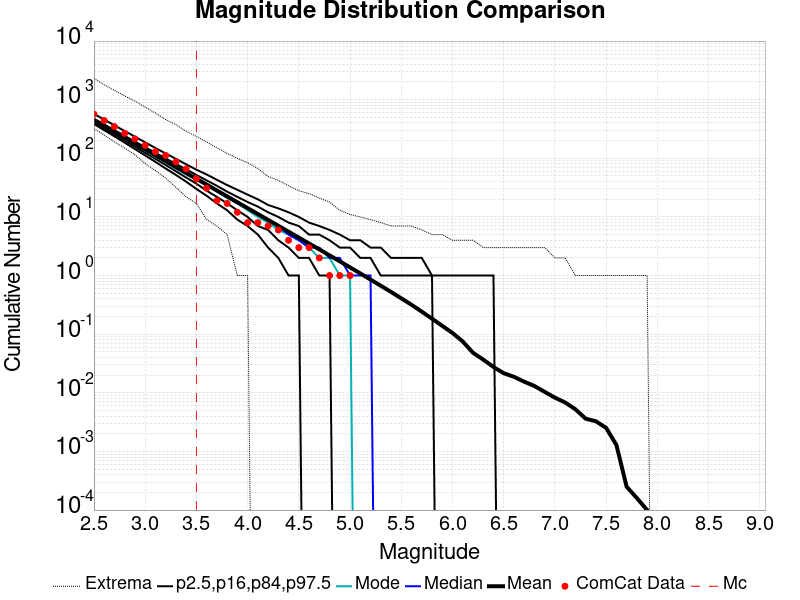 Magnitude Distribution Comparison
10^4
10^3
10^2
10^1
10^0
10^-1
10^-2
10^-3
10^-4
Cumulative Number
2.5 3.0 3.5 4.0 4.5 5.0 5.5 6.0 6.5 7.0 7.5 8.0 8.5 9.0
Magnitude
Extrema p2.5,p16,p84,p97.5 Mode Median Mean ComCat Data Mc